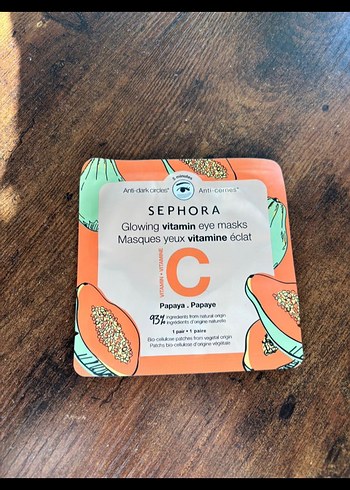 5 minutes
Anti-dark circles* Anti-cernes*
SEPHORA
Glowing vitamin eye masks
Masques yeux vitamine éclat
VITAMIN • VITAMINE
C
Papaya . Papaye
93% ingredients from natural origin
ingrédients d'origine naturelle
1 pair • 1 paire
Bio-cellulose patches from vegetal origin
Patchs bio-cellulose d'origine végétale